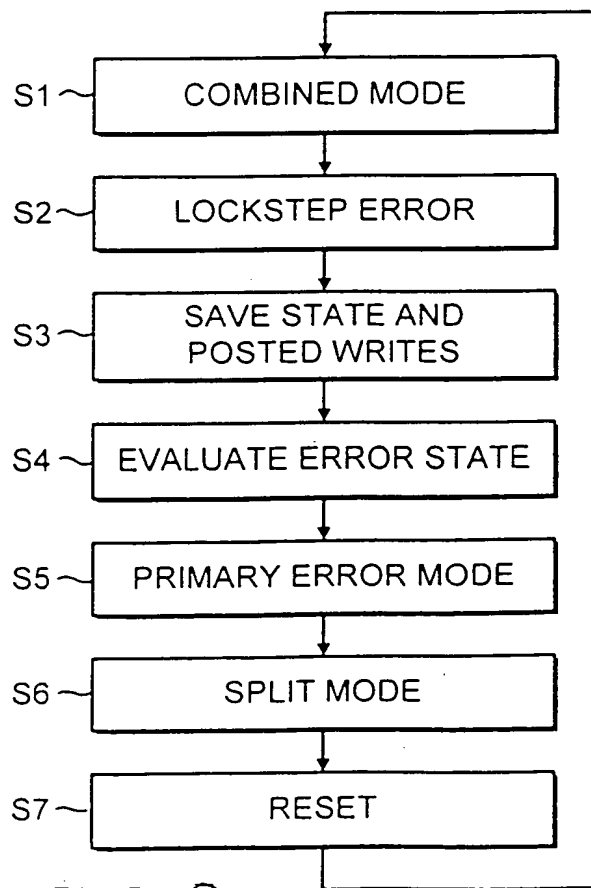 S1 COMBINED MODE
S2 LOCKSTEP ERROR
S3 SAVE STATE AND
POSTED WRITES
S4 EVALUATE ERROR STATE
S5 PRIMARY ERROR MODE
S6 SPLIT MODE
S7 RESET